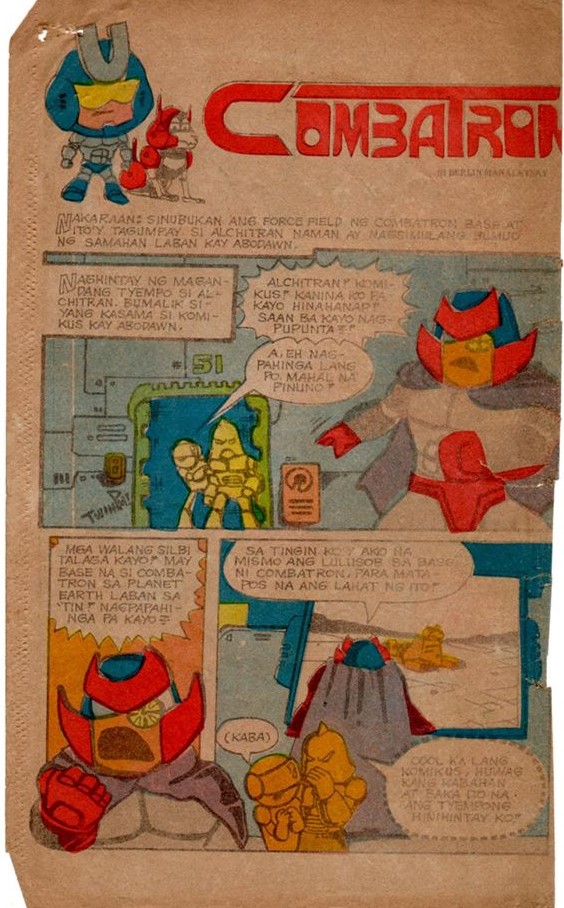 COMBATRON
NI BERLIN MANALAYSAY
NAKARAAN: SINUBUKAN ANG FORCE FIELD NG COMBATRON BASE AT
ITO'Y TAGUMPAY. SI ALCHITRAN NAMAN AY NAGSIMULANG BUMUO
NG SAMAHAN LABAN KAY ABODAWN.
NAGHINTAY NG MAGAN-
DANG TYEMPO SI AL-
CHITRAN. BUMALIK SI-
YANG KASAMA SI KOMI-
KUS KAY ABODAWN.
ALCHITRAN! KOMI-
KUS! KANINA KO PA
KAYO HINAHANAP!
SAAN BA KAYO NAG-
PUPUNTA?!
A, EH NAG-
PAHINGA LANG
PO, MAHAL NA
PINUNO!
51
MGA WALANG SILBI
TALAGA KAYO! MAY
BASE NA SI COMBA-
TRON SA PLANET
EARTH LABAN SA
'TIN! NAGPAPAHI-
NGA PA KAYO?
SA TINGIN KO'Y AKO NA
MISMO ANG LULUSOB SA BASE
NI COMBATRON, PARA MATA-
POS NA ANG LAHAT NG ITO!
(KABA)
COOL KA LANG
KOMIKUS, HUWAG
KANG KABAHAN
AT BAKA ITO NA
ANG TYEMPONG
HINIHINTAY KO!